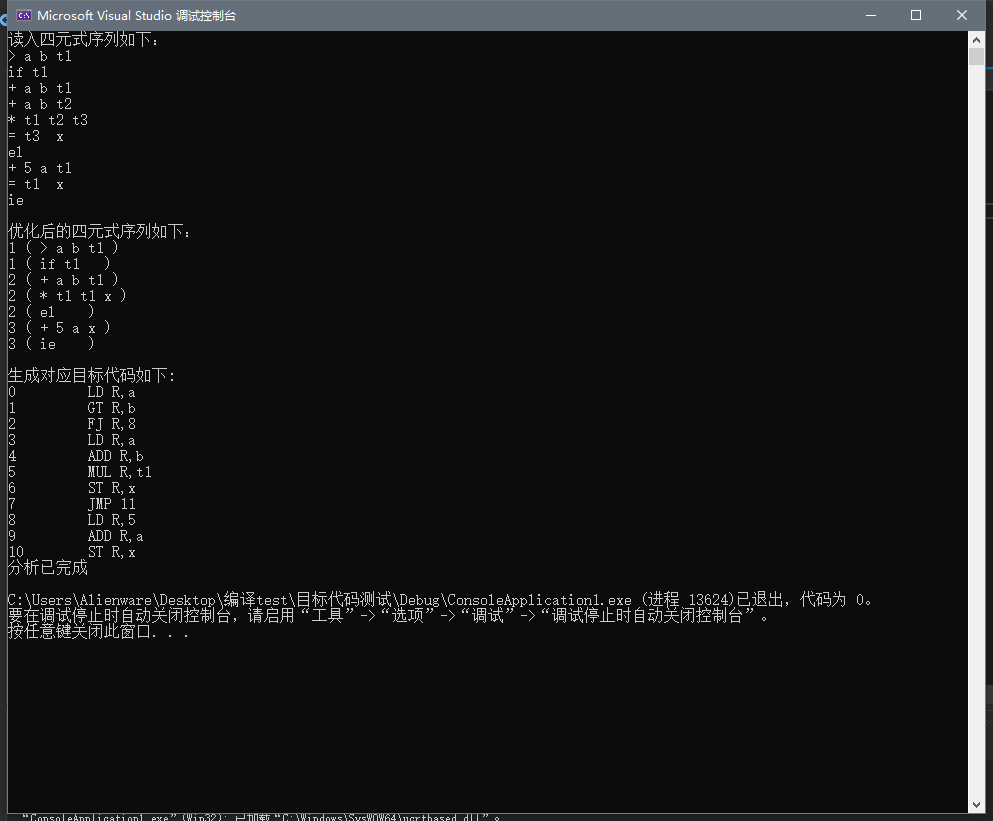 Microsoft Visual Studio 调试控制台
读入四元式序列如下：
> a b t1
if t1
+ a b t1
+ a b t2
* t1 t2 t3
= t3  x
el
+ 5 a t1
= t1  x
ie
优化后的四元式序列如下：
1 ( > a b t1 )
1 ( if t1   )
2 ( + a b t1 )
2 ( * t1 t1 x )
2 ( el    )
3 ( + 5 a x )
3 ( ie    )
生成对应目标代码如下:
0         LD R,a
1         GT R,b
2         FJ R,8
3         LD R,a
4         ADD R,b
5         MUL R,t1
6         ST R,x
7         JMP 11
8         LD R,5
9         ADD R,a
10        ST R,x
分析已完成
C:\Users\Alienware\Desktop\编译test\目标代码测试\Debug\ConsoleApplication1.exe (进程 13624)已退出，代码为 0。
要在调试停止时自动关闭控制台，请启用“工具”->“选项”->“调试”->“调试停止时自动关闭控制台”。
按任意键关闭此窗口. . .
“ConsoleApplication1.exe”(Win32): 已加载“C:\Windows\SysWOW64\ucrtbased.dll”。